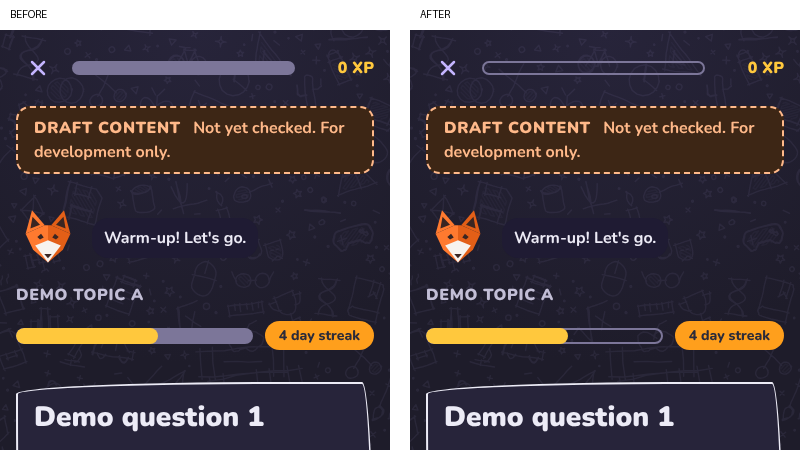 BEFORE
0 XP
DRAFT CONTENT Not yet checked. For
development only.
Warm-up! Let's go.
DEMO TOPIC A
4 day streak
Demo question 1
AFTER
0 XP
DRAFT CONTENT Not yet checked. For
development only.
Warm-up! Let's go.
DEMO TOPIC A
4 day streak
Demo question 1